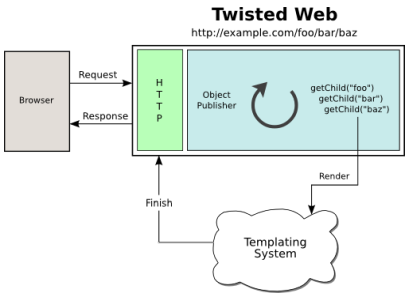 Twisted Web
http://example.com/foo/bar/baz
Browser
Request
Response
H
T
T
P
Object
Publisher
getChild("foo")
getChild("bar")
getChild("baz")
Render
Finish
Templating
System